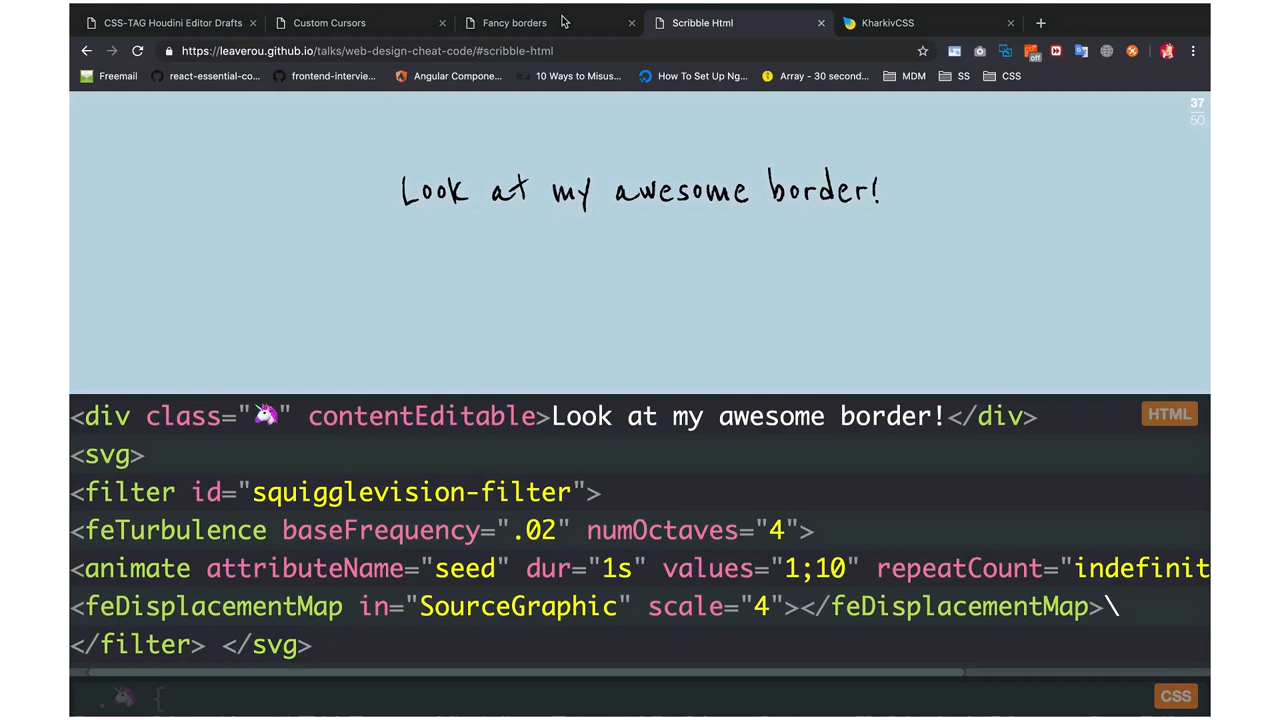 CSS-TAG Houdini Editor Drafts
Custom Cursors
Fancy borders
Scribble Html
KharkivCSS
https://leaverou.github.io/talks/web-design-cheat-code/#scribble-html
off
Freemail
react-essential-co...
frontend-intervie...
Angular Compone...
10 Ways to Misus...
How To Set Up Ng...
Array - 30 second...
MDM
SS
CSS
37
50
Look at my awesome border!
<div class="🦄" contentEditable>Look at my awesome border!</div>
HTML
<svg>
<filter id="squigglevision-filter">
<feTurbulence baseFrequency=".02" numOctaves="4">
<animate attributeName="seed" dur="1s" values="1;10" repeatCount="indefinit
<feDisplacementMap in="SourceGraphic" scale="4"></feDisplacementMap>\
</filter> </svg>
.🦄 {
CSS